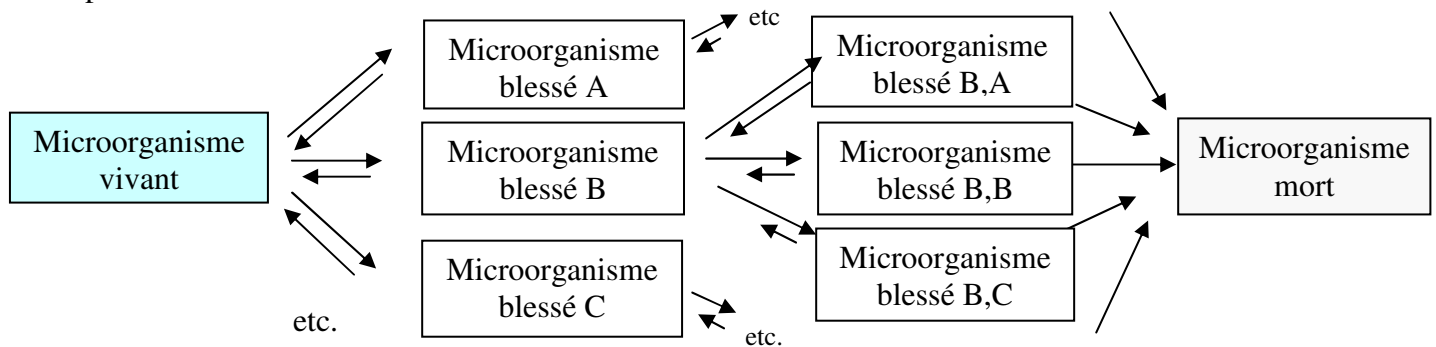 Microorganisme
vivant
Microorganisme
blessé A
Microorganisme
blessé B
Microorganisme
blessé C
etc.
etc
etc.
Microorganisme
blessé B,A
Microorganisme
blessé B,B
Microorganisme
blessé B,C
Microorganisme
mort